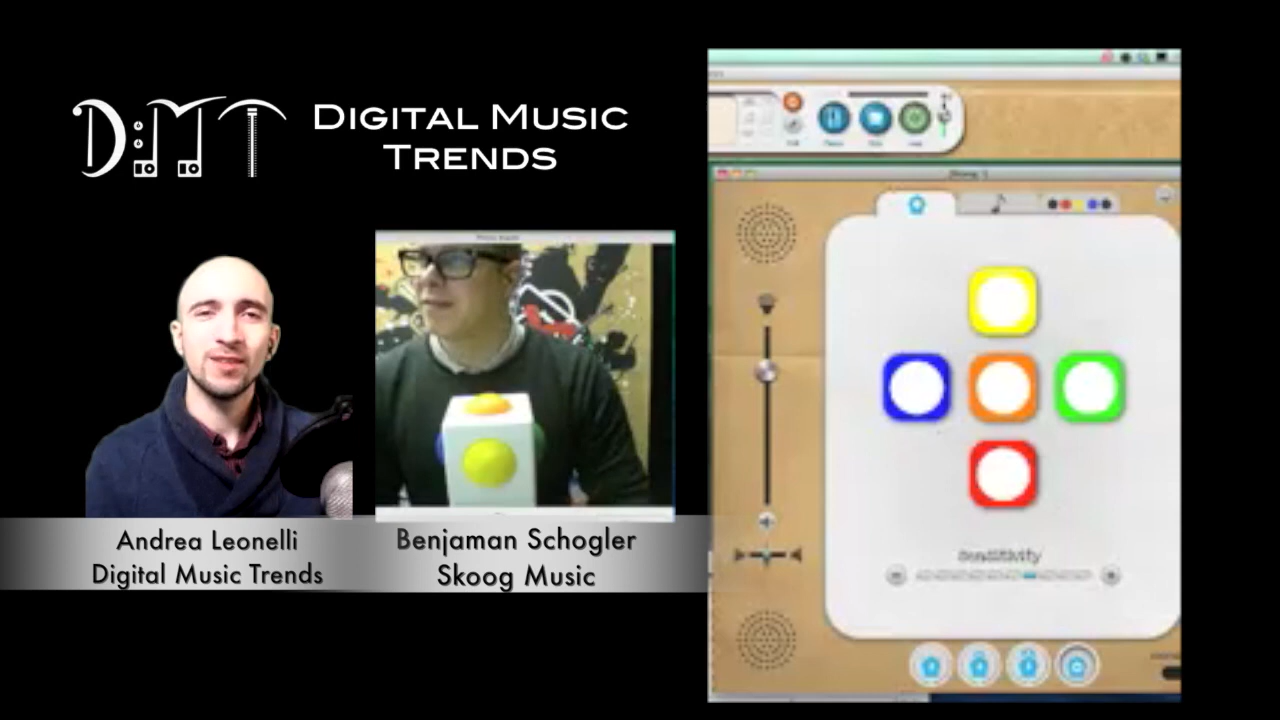 DMT
DIGITAL MUSIC
TRENDS
Andrea Leonelli
Digital Music Trends
Benjaman Schogler
Skoog Music
Sensitivity